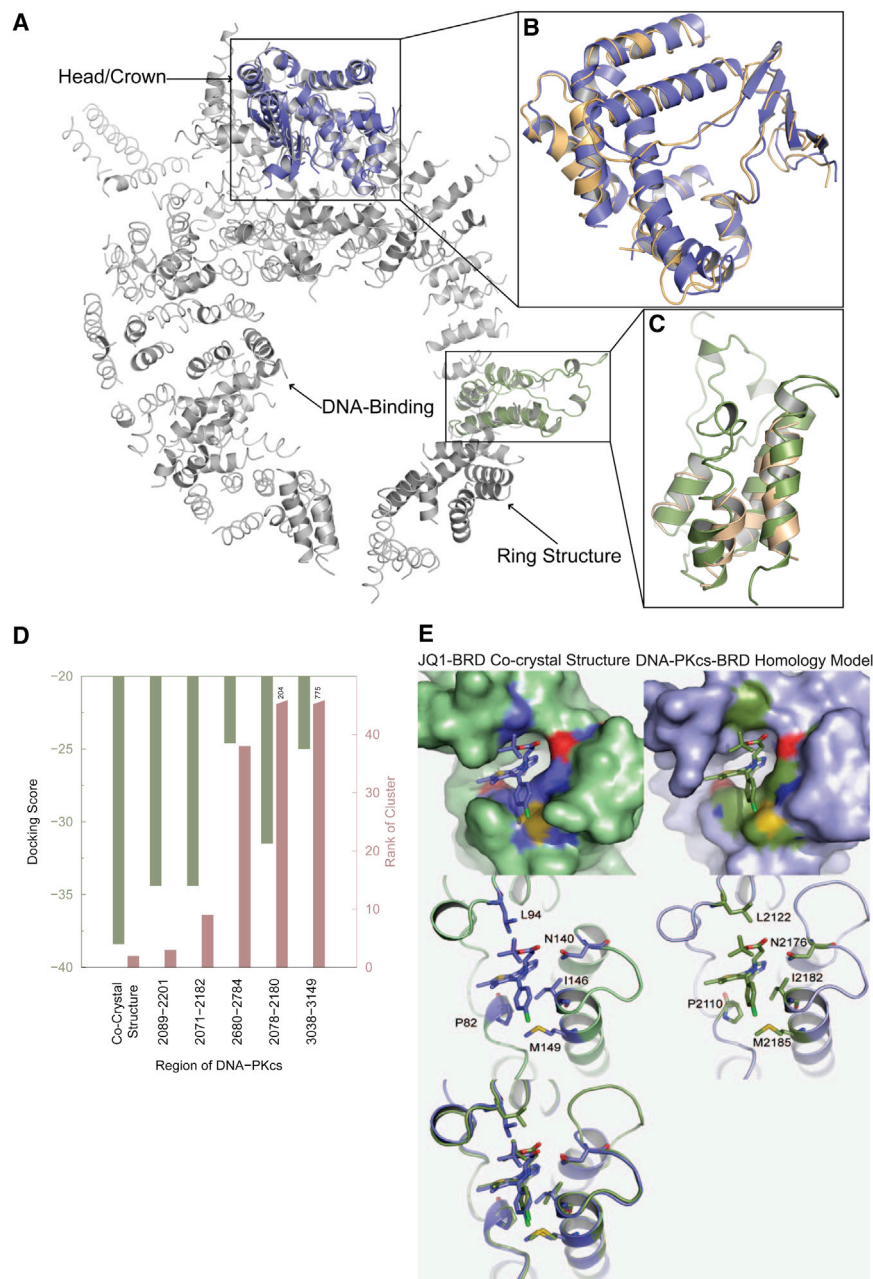 A
Head/Crown
DNA-Binding
Ring Structure
B
C
D
−20
−25
−30
−35
−40
Docking Score
204
775
40
30
20
10
0
Rank of Cluster
Co-Crystal
Structure
2089−2201
2071−2182
2680−2784
2078−2180
3038−3149
Region of DNA−PKcs
E
JQ1-BRD Co-crystal Structure DNA-PKcs-BRD Homology Model
L94
N140
I146
P82
M149
L2122
N2176
I2182
P2110
M2185